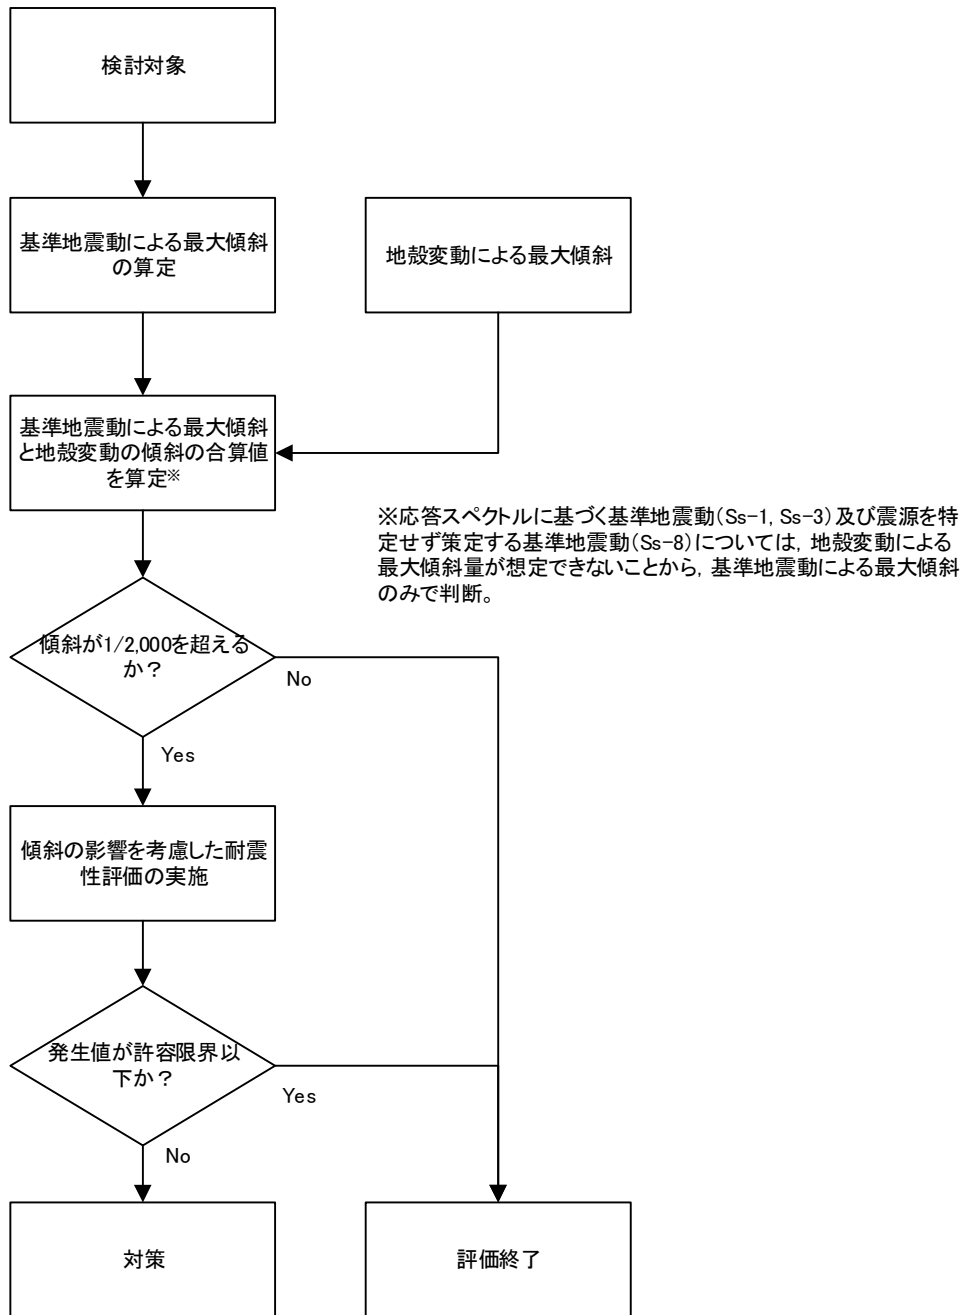 検討対象
基準地震動による最大傾斜
の算定
地殻変動による最大傾斜
基準地震動による最大傾斜
と地殻変動の傾斜の合算値
を算定※
※応答スペクトルに基づく基準地震動(Ss-1, Ss-3)及び震源を特
定せず策定する基準地震動(Ss-8)については, 地殻変動による
最大傾斜量が想定できないことから, 基準地震動による最大傾斜
のみで判断。
傾斜が1/2,000を超える
か？
No
Yes
傾斜の影響を考慮した耐震
性評価の実施
発生値が許容限界以
下か？
Yes
No
対策
評価終了